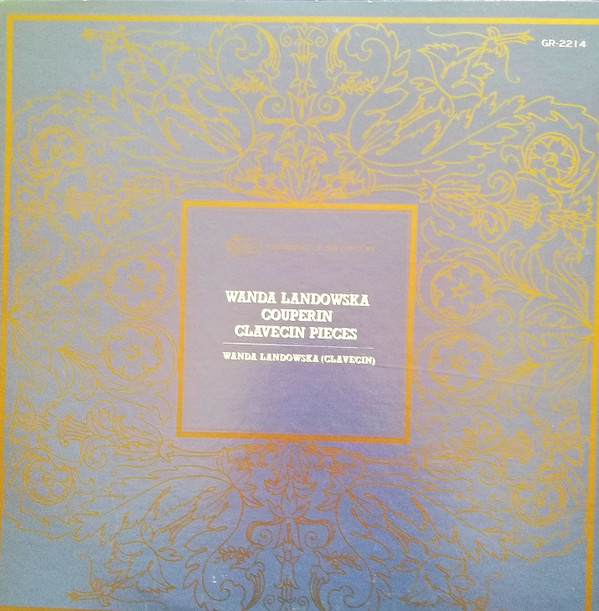 GR-2214
WANDA LANDOWSKA
COUPERIN
CLAVECIN PIECES
WANDA LANDOWSKA (CLAVECIN)